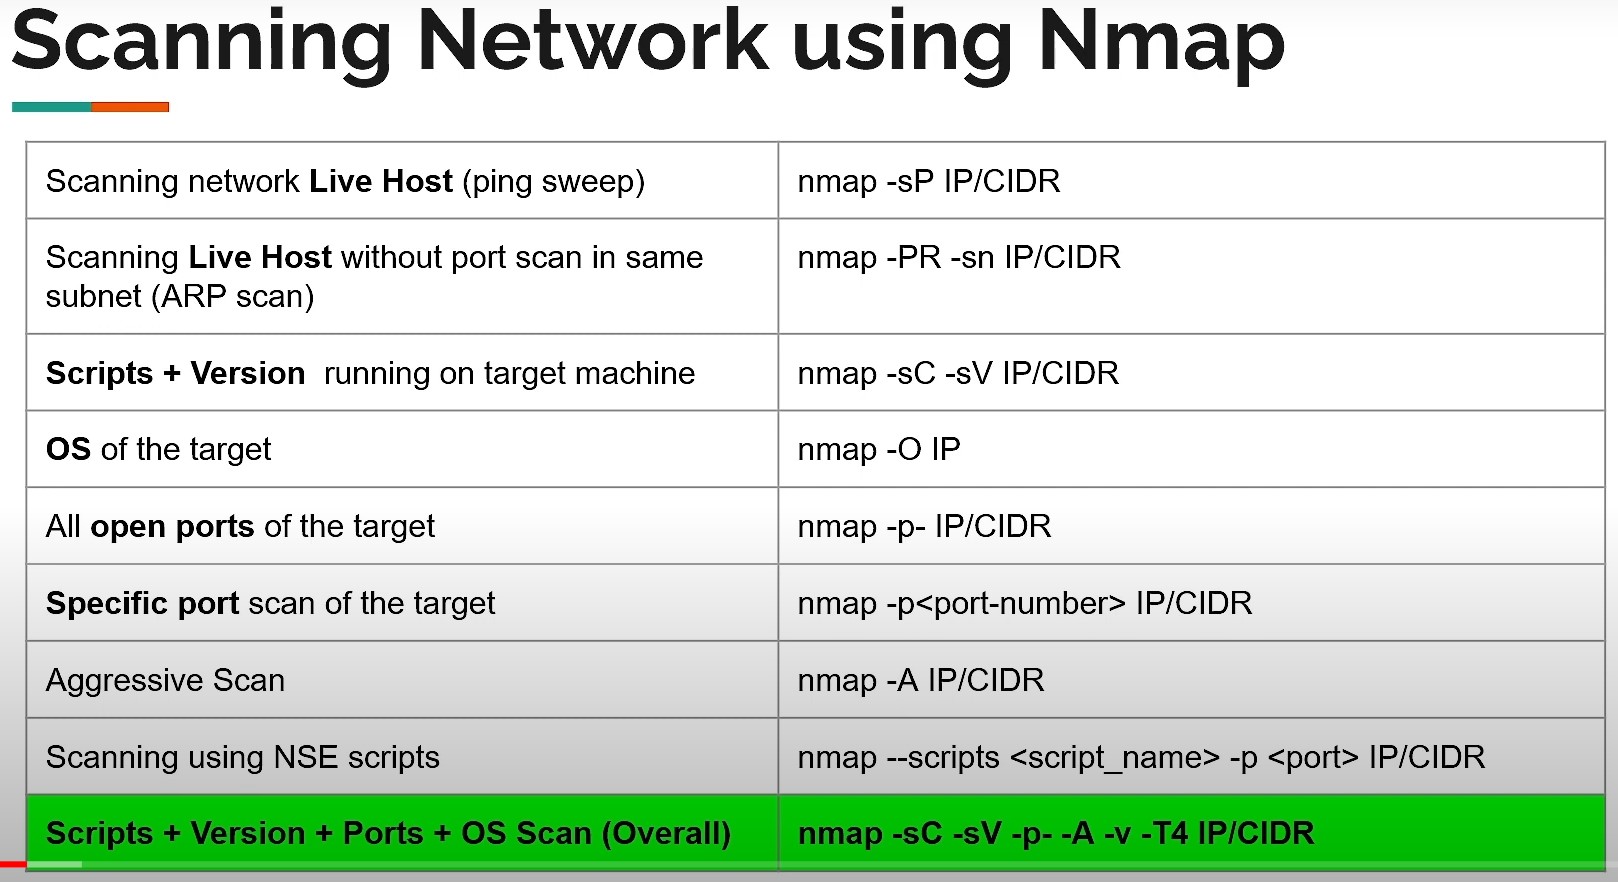 Scanning Network using Nmap
Scanning network Live Host (ping sweep)
nmap -sP IP/CIDR
Scanning Live Host without port scan in same
subnet (ARP scan)
nmap -PR -sn IP/CIDR
Scripts + Version running on target machine
nmap -sC -sV IP/CIDR
OS of the target
nmap -O IP
All open ports of the target
nmap -p- IP/CIDR
Specific port scan of the target
nmap -p<port-number> IP/CIDR
Aggressive Scan
nmap -A IP/CIDR
Scanning using NSE scripts
nmap --scripts <script_name> -p <port> IP/CIDR
Scripts + Version + Ports + OS Scan (Overall)
nmap -sC -sV -p- -A -v -T4 IP/CIDR